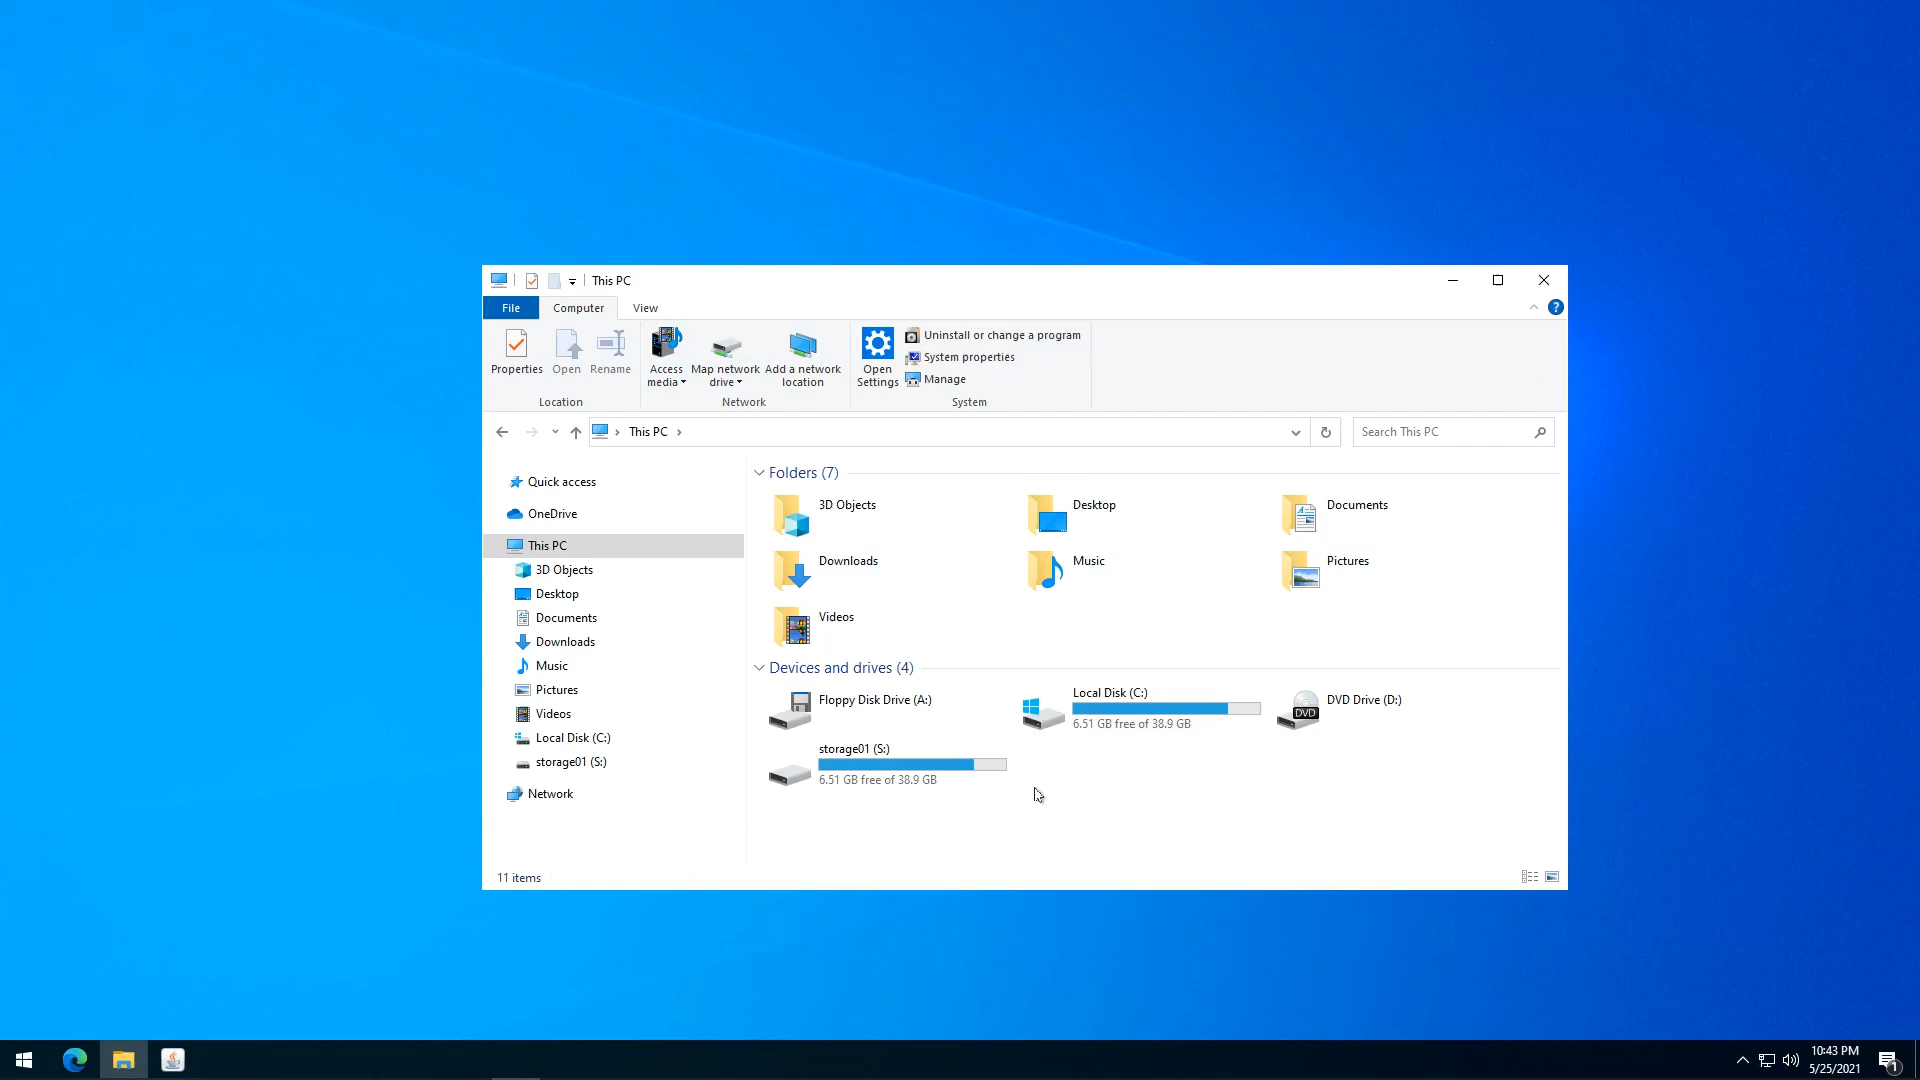 This PC
File
Computer
View
Properties
Open
Rename
Access media
Map network drive
Add a network location
Open Settings
Uninstall or change a program
System properties
Manage
Location
Network
System
This PC
Search This PC
Quick access
OneDrive
This PC
3D Objects
Desktop
Documents
Downloads
Music
Pictures
Videos
Local Disk (C:)
storage01 (S:)
Network
Folders (7)
3D Objects
Desktop
Documents
Downloads
Music
Pictures
Videos
Devices and drives (4)
Floppy Disk Drive (A:)
Local Disk (C:)
6.51 GB free of 38.9 GB
DVD Drive (D:)
DVD
storage01 (S:)
6.51 GB free of 38.9 GB
11 items
10:43 PM
5/25/2021
1